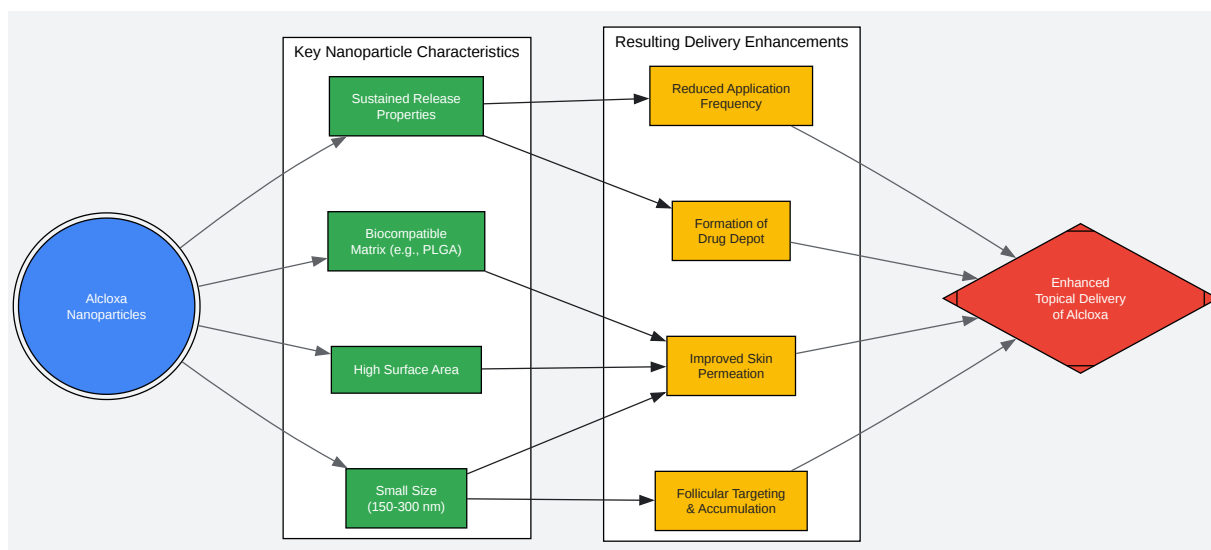 Alcloxa
Nanoparticles
Key Nanoparticle Characteristics
Sustained Release
Properties
Biocompatible
Matrix (e.g., PLGA)
High Surface Area
Small Size
(150-300 nm)
Resulting Delivery Enhancements
Reduced Application
Frequency
Formation of
Drug Depot
Improved Skin
Permeation
Follicular Targeting
& Accumulation
Enhanced
Topical Delivery
of Alcloxa